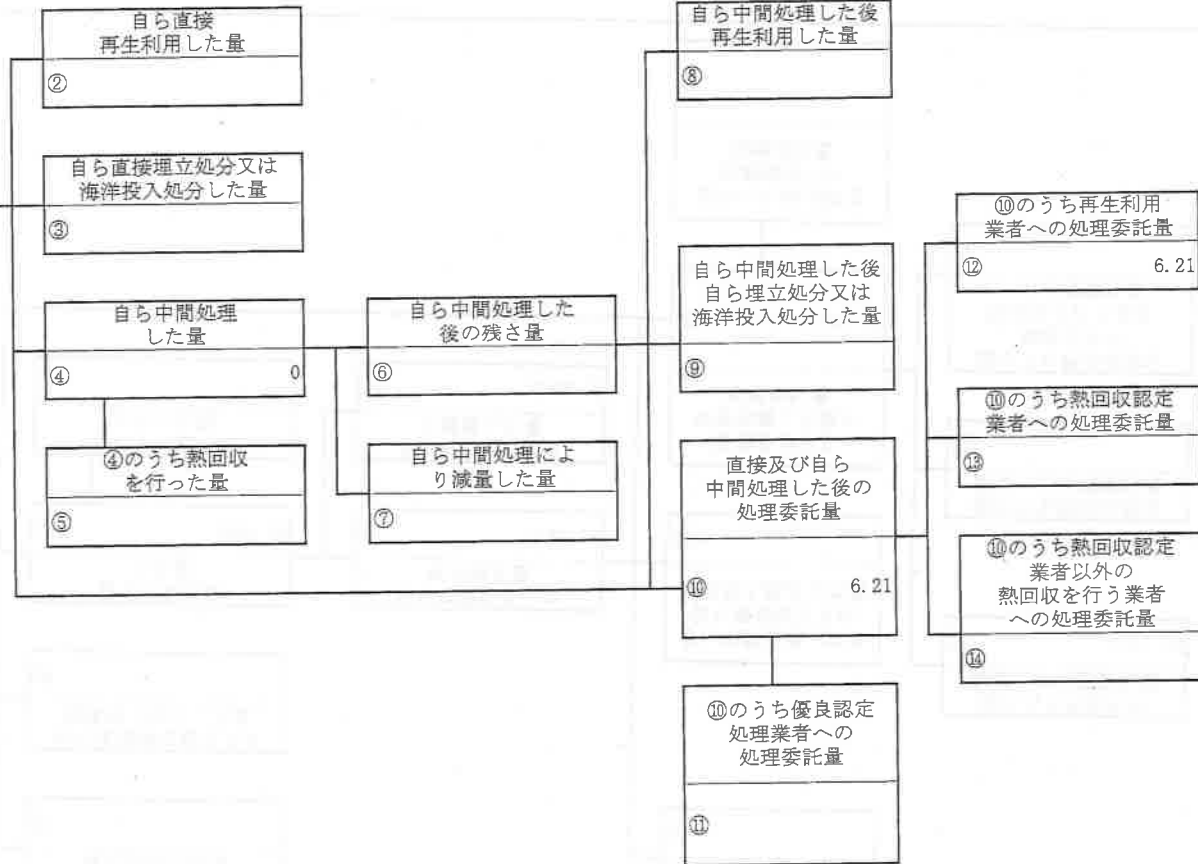 自ら直接
再生利用した量
②
自ら直接埋立処分又は
海洋投入処分した量
③
自ら中間処理
した量
④ 0
④のうち熱回収
を行った量
⑤
自ら中間処理した
後の残さ量
⑥
自ら中間処理によ
り減量した量
⑦
自ら中間処理した後
再生利用した量
⑧
自ら中間処理した後
自ら埋立処分又は
海洋投入処分した量
⑨
直接及び自ら
中間処理した後の
処理委託量
⑩ 6.21
⑩のうち優良認定
処理業者への
処理委託量
⑪
⑩のうち再生利用
業者への処理委託量
⑫ 6.21
⑩のうち熱回収認定
業者への処理委託量
⑬
⑩のうち熱回収認定
業者以外の
熱回収を行う業者
への処理委託量
⑭